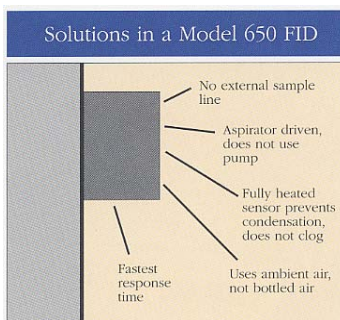 Solutions in a Model 650 FID
No external sample
line
Aspirator driven,
does not use
pump
Fully heated
sensor prevents
condensation,
does not clog
Uses ambient air,
not bottled air
Fastest
response
time